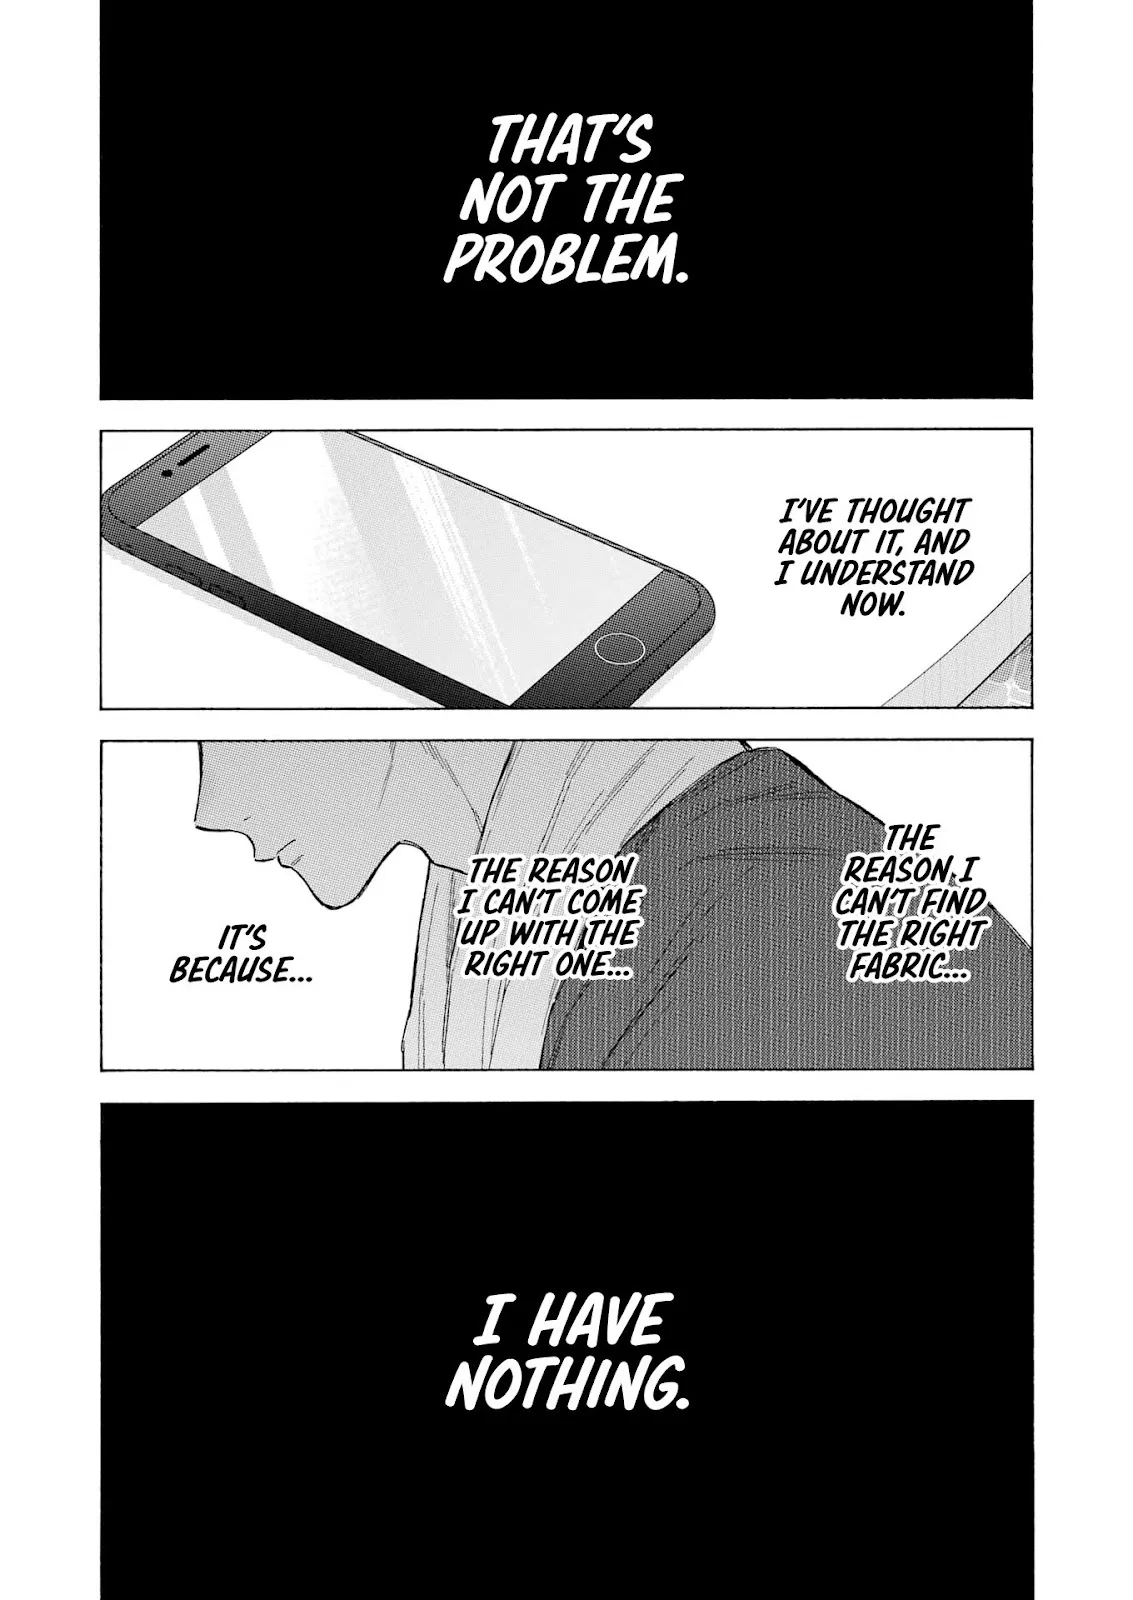 THAT'S
NOT THE
PROBLEM.
I'VE THOUGHT
ABOUT IT, AND
I UNDERSTAND
NOW.
THE
REASON I
CAN'T FIND
THE RIGHT
FABRIC...
THE REASON
I CAN'T COME
UP WITH THE
RIGHT ONE...
IT'S
BECAUSE...
I HAVE
NOTHING.